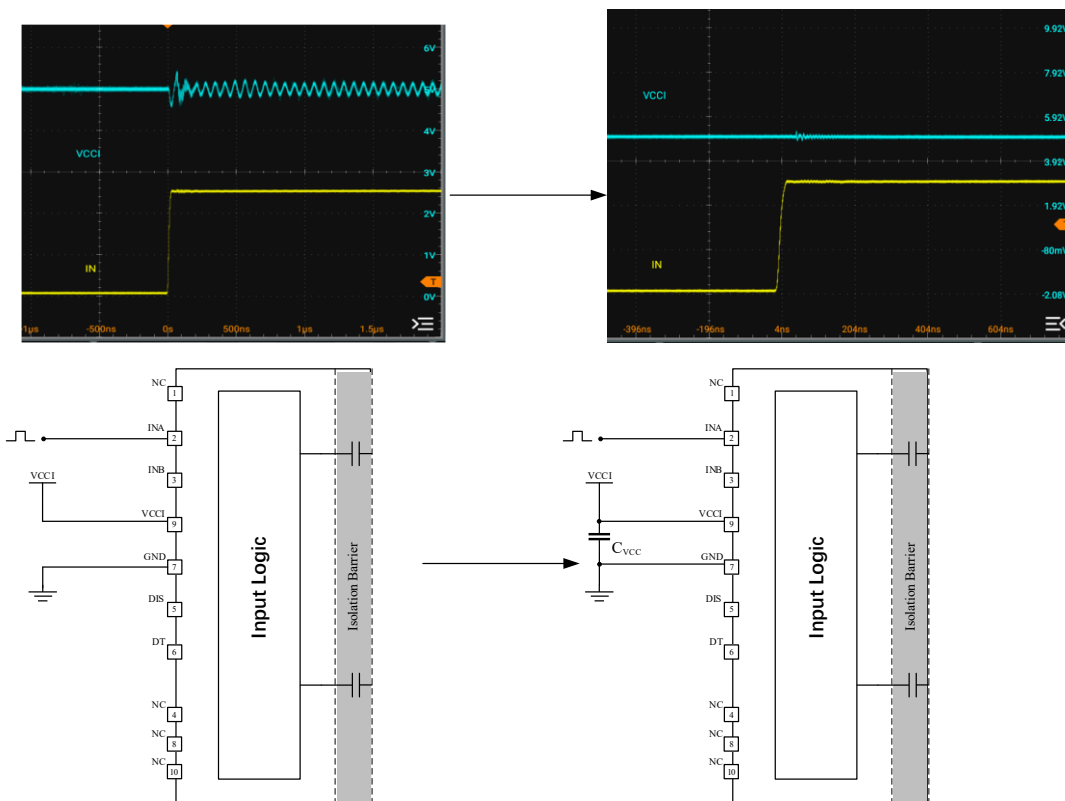 6V
5V
VCCI
4V
3V
2V
1V
IN
T
0V
-1µs -500ns 0s 500ns 1µs 1.5µs
9.92V
7.92V
VCCI
5.92V
3.92V
1.92V
-80mV
IN
-2.08V
-396ns -196ns 4ns 204ns 404ns 604ns
NC
1
INA
2
INB
3
VCCI
VCCI
9
GND
7
DIS
5
DT
6
NC
4
NC
8
NC
10
Input Logic
Isolation Barrier
NC
1
INA
2
INB
3
VCCI
VCCI
9
CVCC
GND
7
DIS
5
DT
6
NC
4
NC
8
NC
10
Input Logic
Isolation Barrier